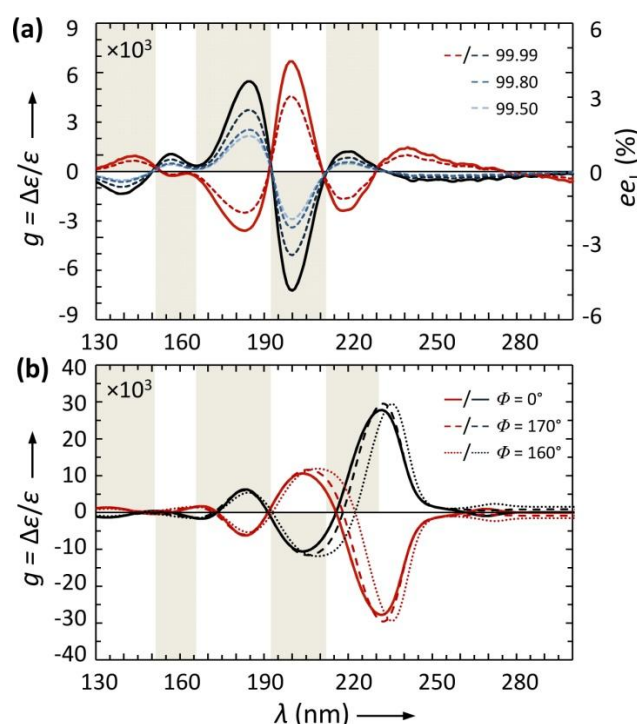 (a)
×10³
9
6
3
0
-3
-6
-9
g = Δε/ε
6
3
0
-3
-6
ee_L (%)
--/-- 99.99
-- 99.80
-- 99.50
130 160 190 220 250 280
(b)
×10³
40
30
20
10
0
-10
-20
-30
-40
g = Δε/ε
—/— Φ = 0°
--/-- Φ = 170°
····/···· Φ = 160°
130 160 190 220 250 280
λ (nm)